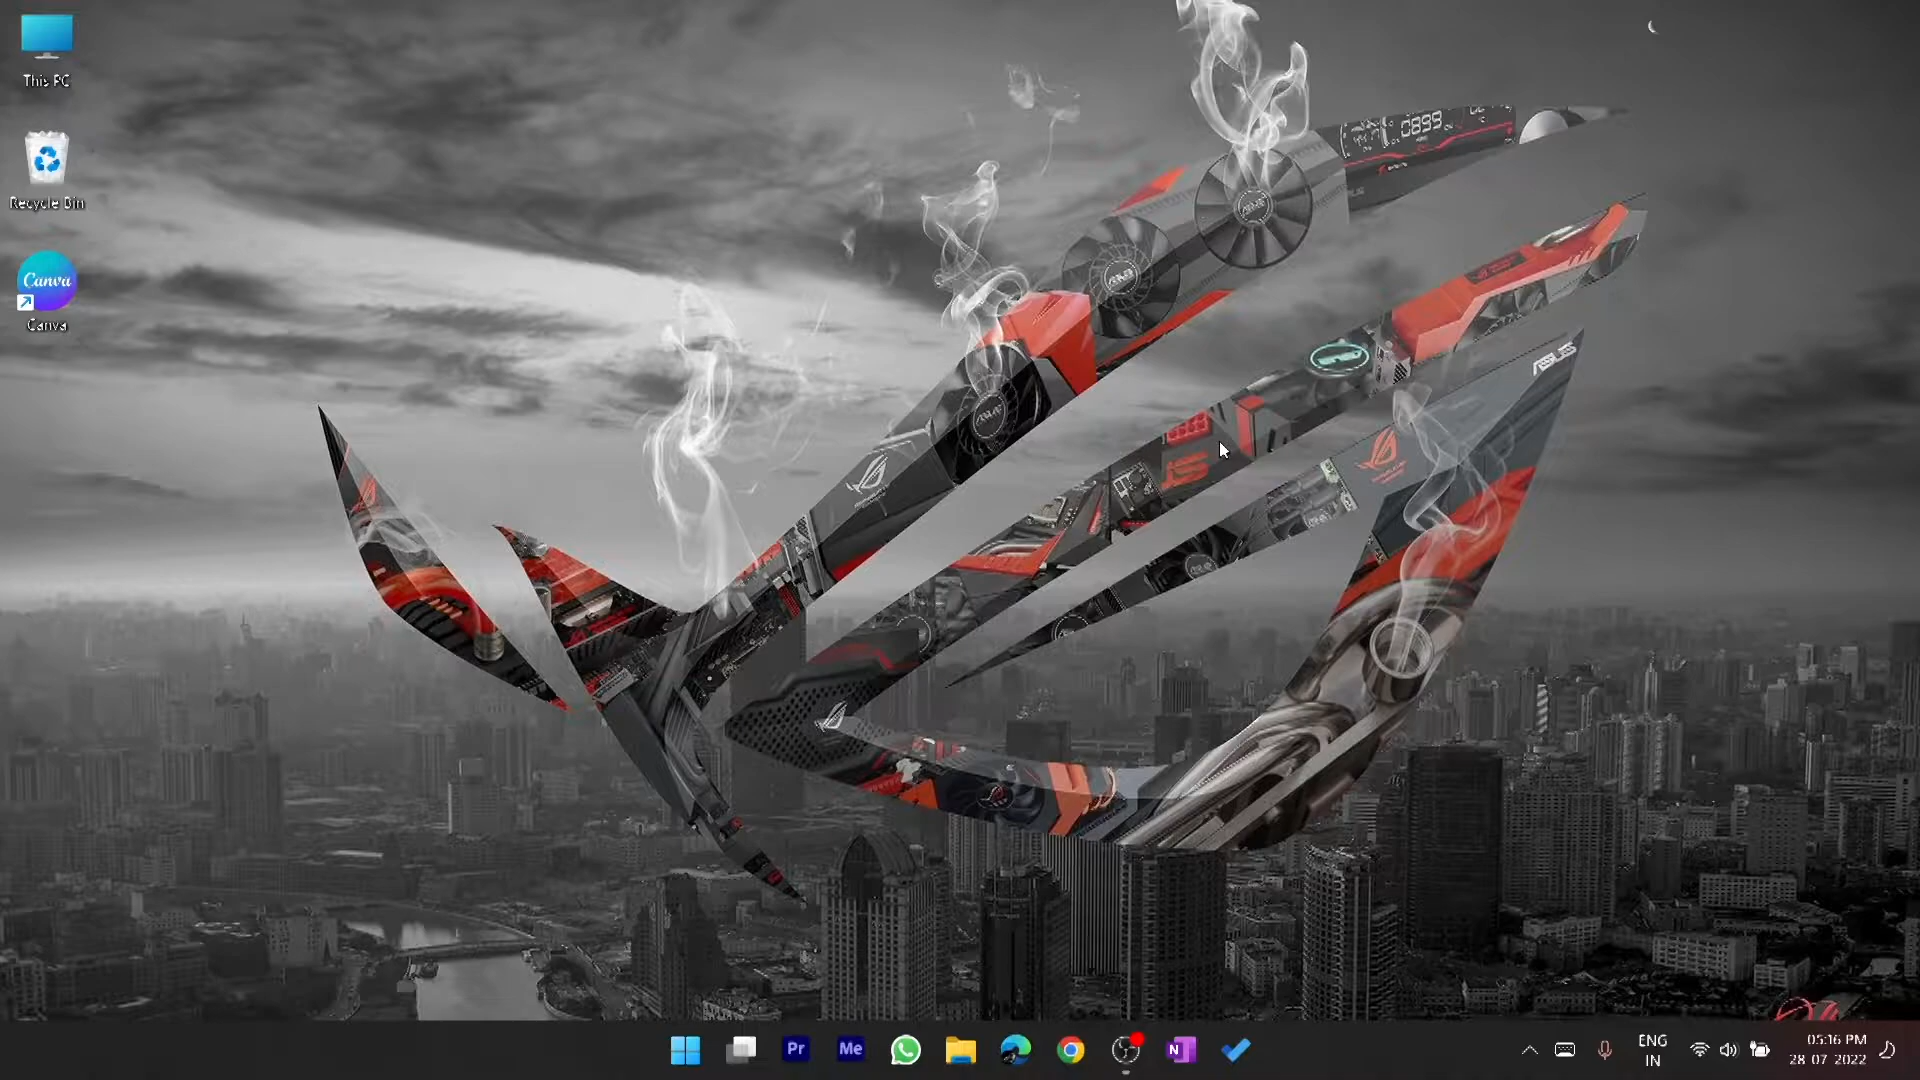 This PC
Recycle Bin
Canva
Canva
0899
ASUS
Pr
Me
N
ENG
IN
05:16 PM
28-07-2022